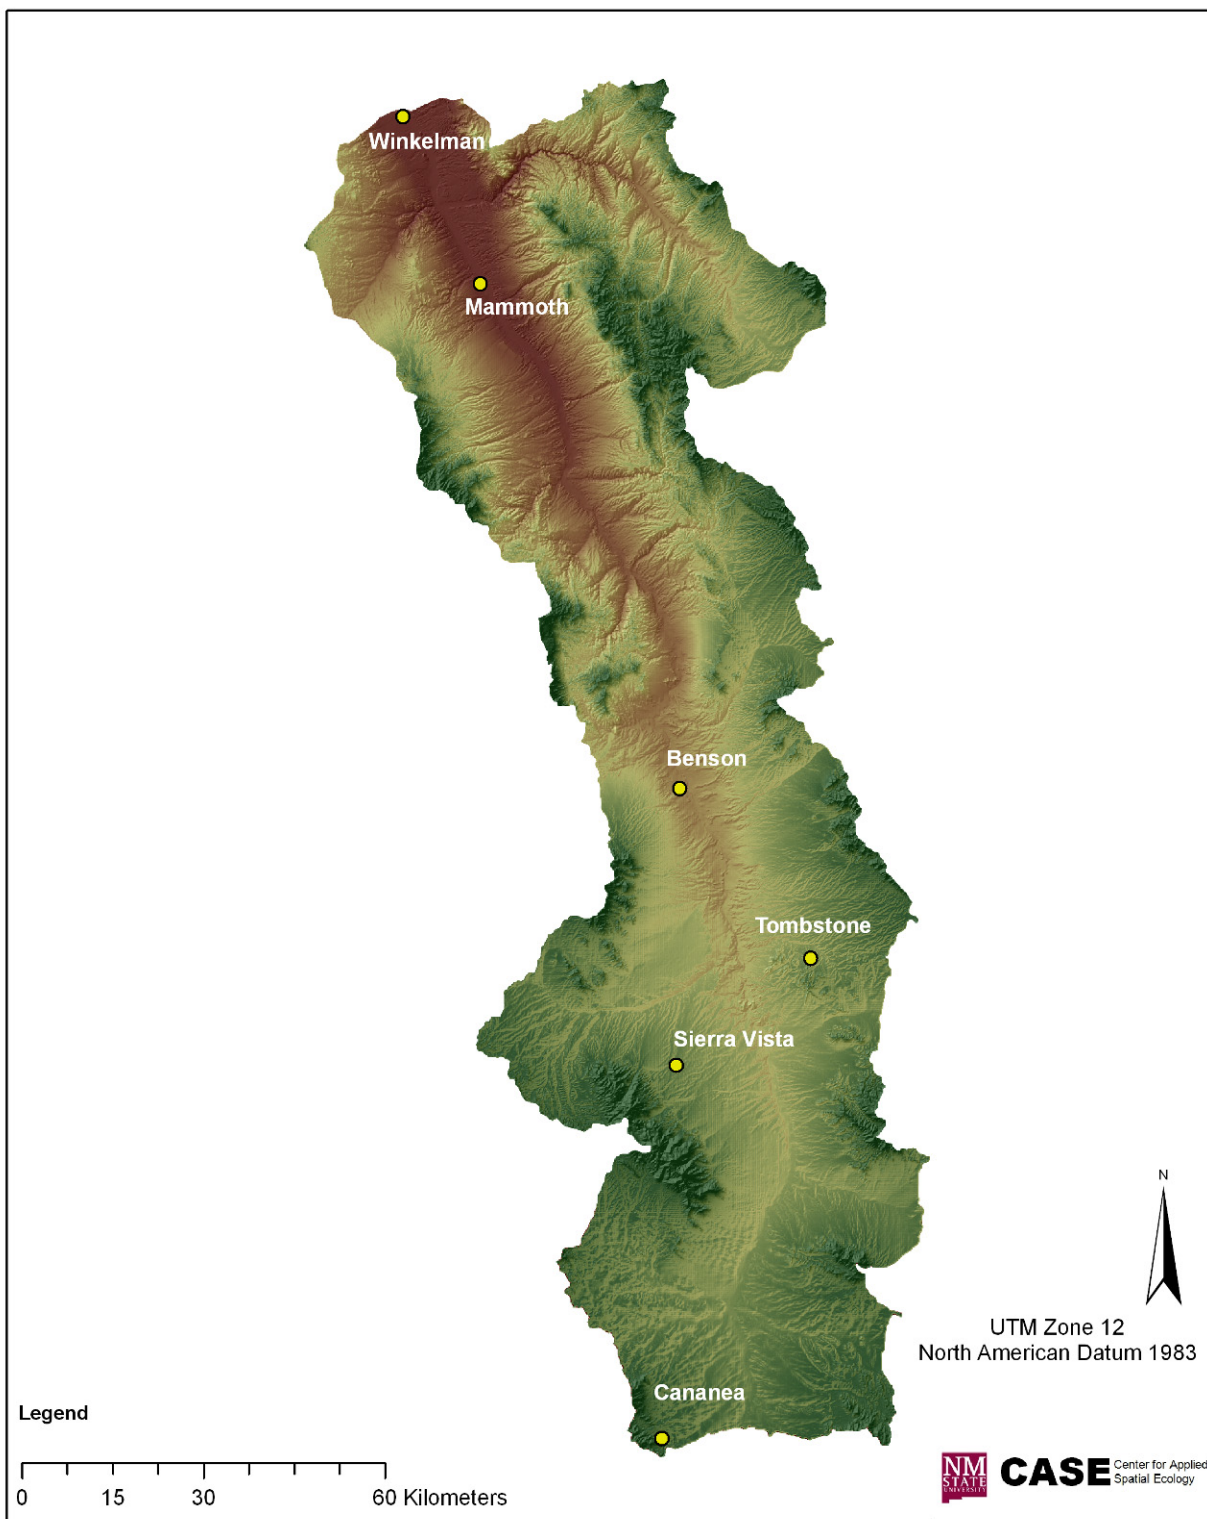 Winkelman
Mammoth
Benson
Tombstone
Sierra Vista
N
UTM Zone 12
North American Datum 1983
Cananea
Legend
0 15 30 60 Kilometers
NM
STATE
UNIVERSITY
CASE Center for Applied
Spatial Ecology